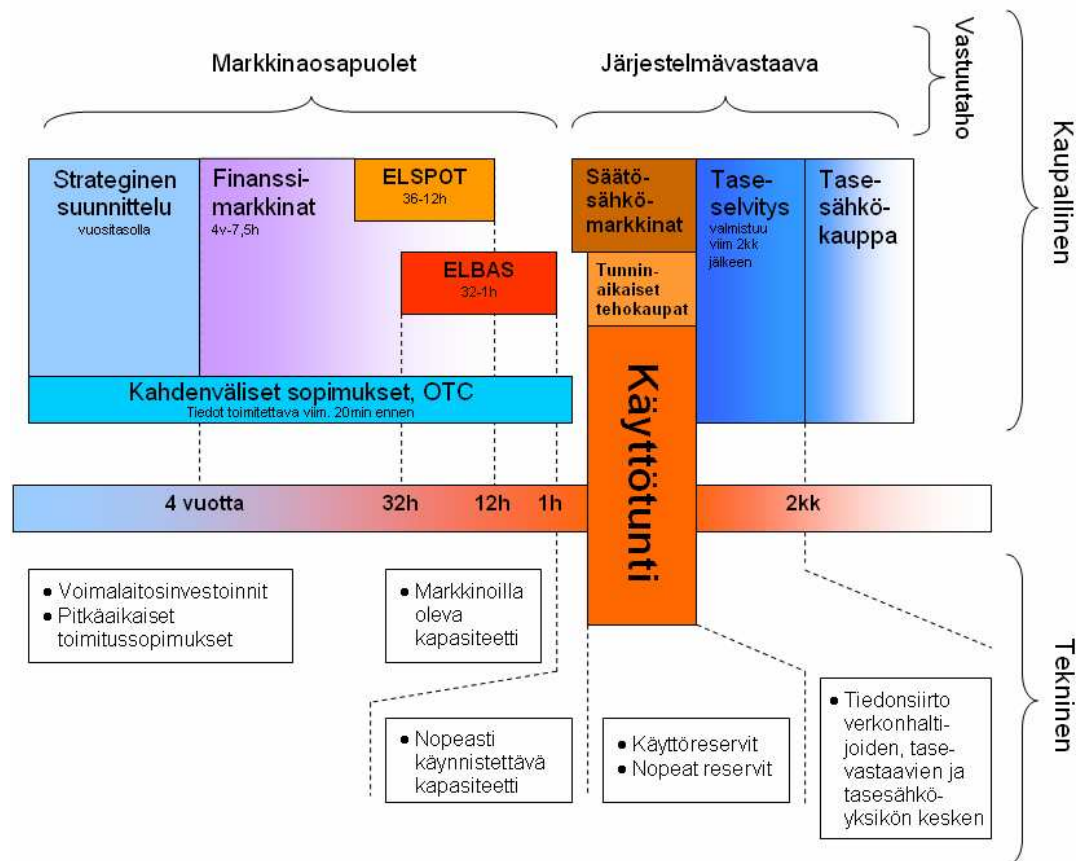 Markkinaosapuolet
Järjestelmävastaava
Vastuutaho
Kaupallinen
Strateginen
suunnittelu
vuositasolla
Finanssi-
markkinat
4v-7,5h
ELSPOT
36-12h
ELBAS
32-1h
Säätö-
sähkö-
markkinat
Tunnin-
aikaiset
tehokaupat
Käyttötunti
Tase-
selvitys
valmistuu
viim 2kk
jälkeen
Tase-
sähkö-
kauppa
Kahdenväliset sopimukset, OTC
Tiedot toimitettava viim. 20min ennen
4 vuotta
32h
12h
1h
2kk
Tekninen
• Voimalaitosinvestoinnit
• Pitkäaikaiset
toimitussopimukset
• Markkinoilla
oleva
kapasiteetti
• Nopeasti
käynnistettävä
kapasiteetti
• Käyttöreservit
• Nopeat reservit
• Tiedonsiirto
verkonhalti-
joiden, tase-
vastaavien ja
tasesähkö-
yksikön kesken